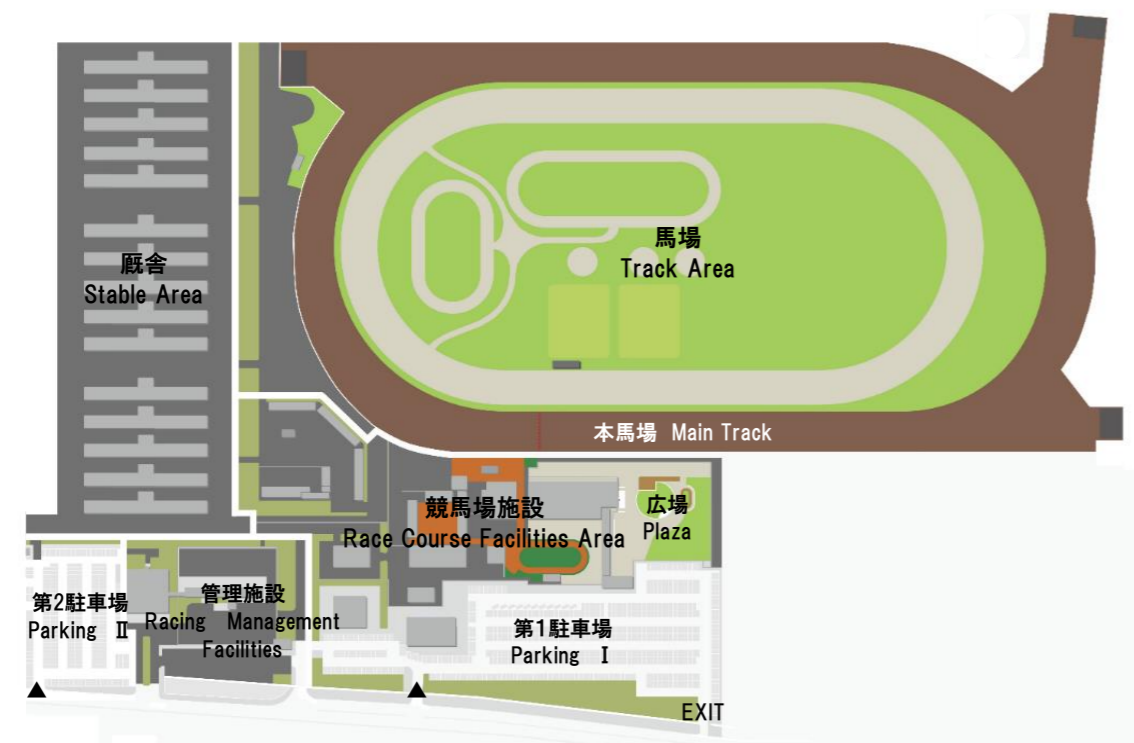 馬場
Track Area
厩舎
Stable Area
本馬場 Main Track
競馬場施設
Race Course Facilities Area
広場
Plaza
第2駐車場
Parking Ⅱ
管理施設
Racing Management
Facilities
第1駐車場
Parking Ⅰ
EXIT